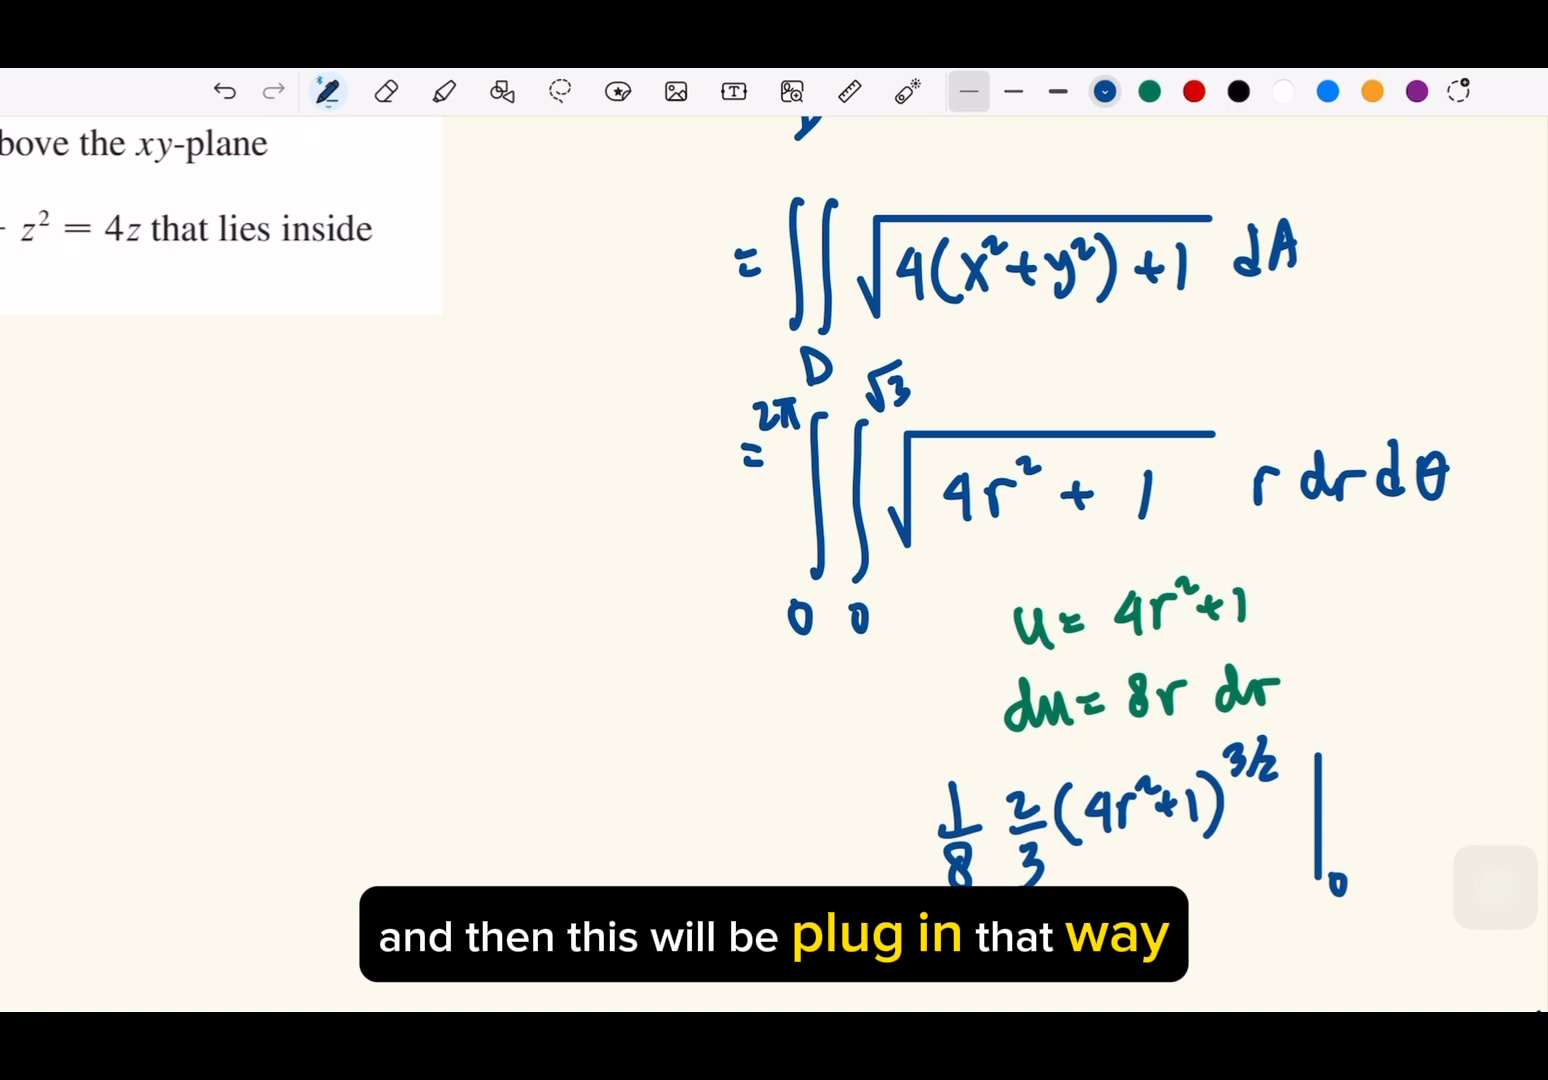 bove the xy-plane
z² = 4z that lies inside
= ∬ √4(x²+y²) +1 dA
D
= ∫ 2π 0 ∫ √3 0 √4r² + 1 r dr dθ
u = 4r²+1
du = 8r dr
1/8 2/3 (4r²+1)^3/2 | 0
and then this will be plug in that way